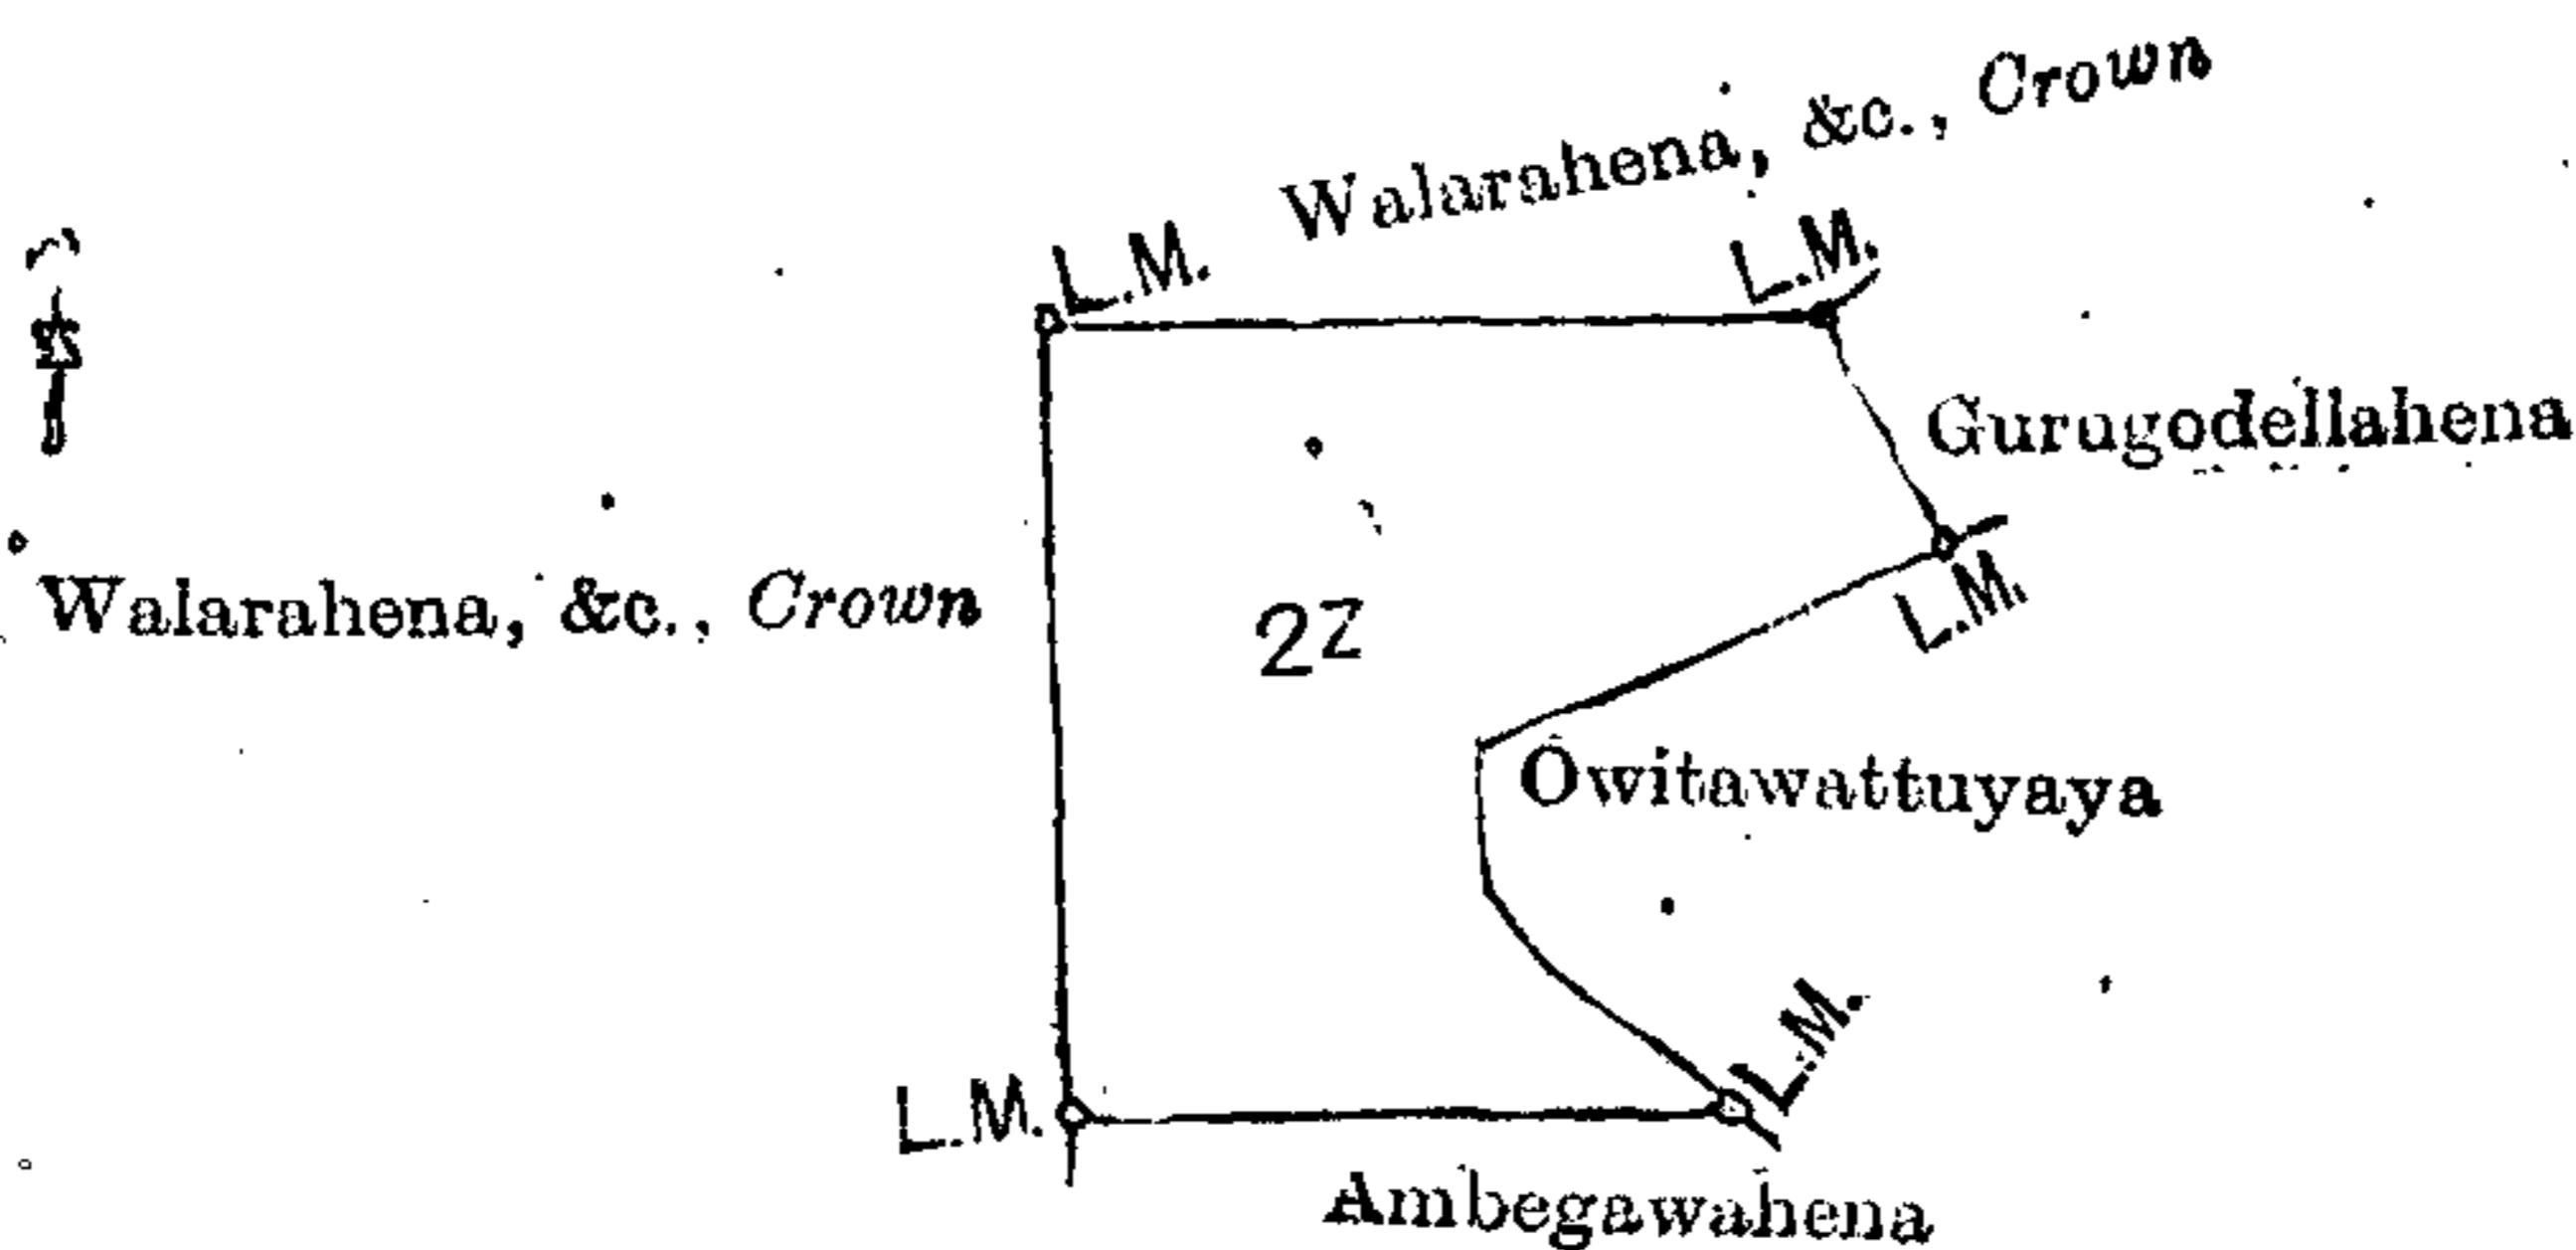 Walarahena, &c., Crown
L.M.
L.M.
Gurugodellahena
Walarahena, &c., Crown
2Z
L.M.
Owitawattuyaya
L.M.
L.M.
Ambegawahena